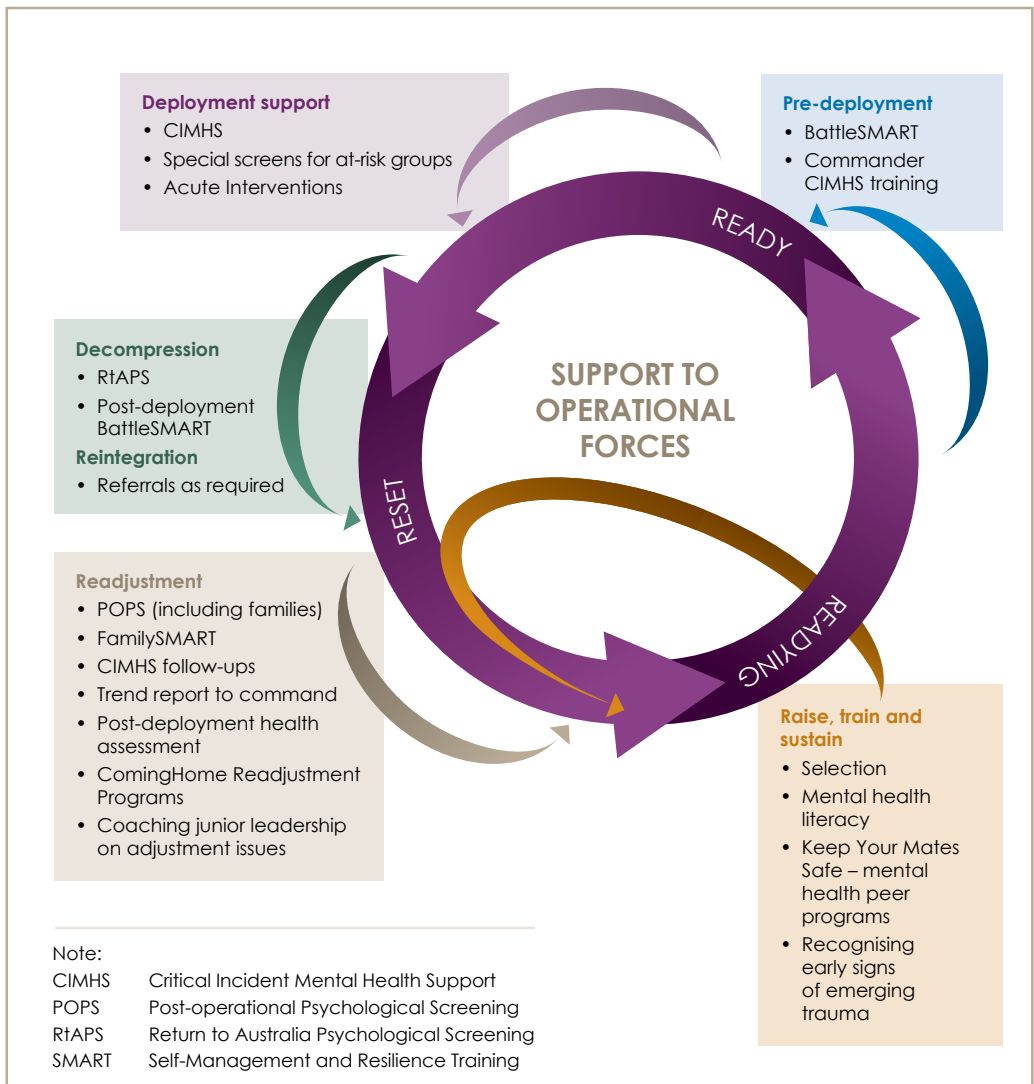 Deployment support
• CIMHS
• Special screens for at-risk groups
• Acute Interventions
Pre-deployment
• BattleSMART
• Commander
CIMHS training
READY
Decompression
• RtAPS
• Post-deployment
BattleSMART
Reintegration
• Referrals as required
SUPPORT TO
OPERATIONAL
FORCES
RESET
READYING
Readjustment
• POPS (including families)
• FamilySMART
• CIMHS follow-ups
• Trend report to command
• Post-deployment health
assessment
• ComingHome Readjustment
Programs
• Coaching junior leadership
on adjustment issues
Raise, train and
sustain
• Selection
• Mental health
literacy
• Keep Your Mates
Safe – mental
health peer
programs
• Recognising
early signs
of emerging
trauma
Note:
CIMHS Critical Incident Mental Health Support
POPS Post-operational Psychological Screening
RtAPS Return to Australia Psychological Screening
SMART Self-Management and Resilience Training